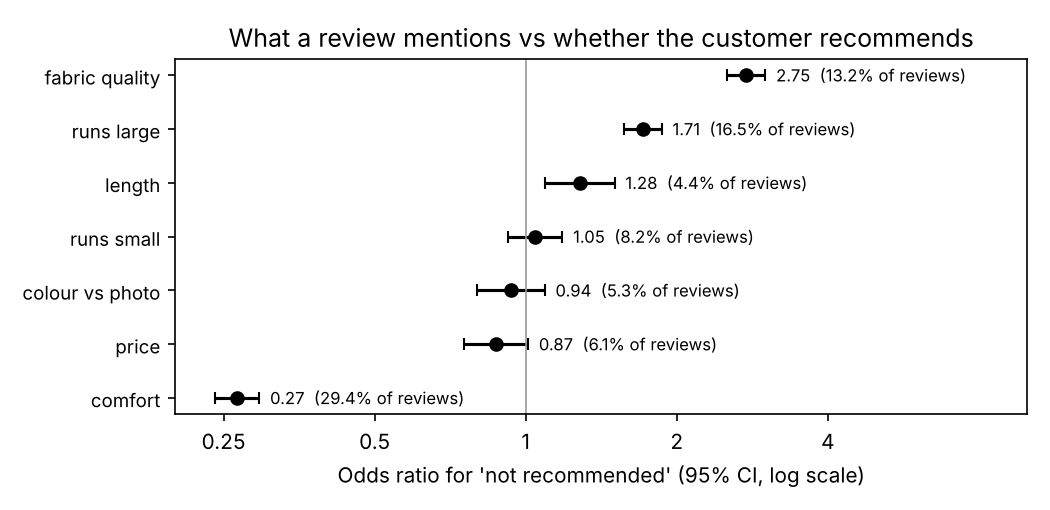 What a review mentions vs whether the customer recommends
fabric quality
2.75 (13.2% of reviews)
runs large
1.71 (16.5% of reviews)
length
1.28 (4.4% of reviews)
runs small
1.05 (8.2% of reviews)
colour vs photo
0.94 (5.3% of reviews)
price
0.87 (6.1% of reviews)
comfort
0.27 (29.4% of reviews)
0.25 0.5 1 2 4
Odds ratio for 'not recommended' (95% CI, log scale)